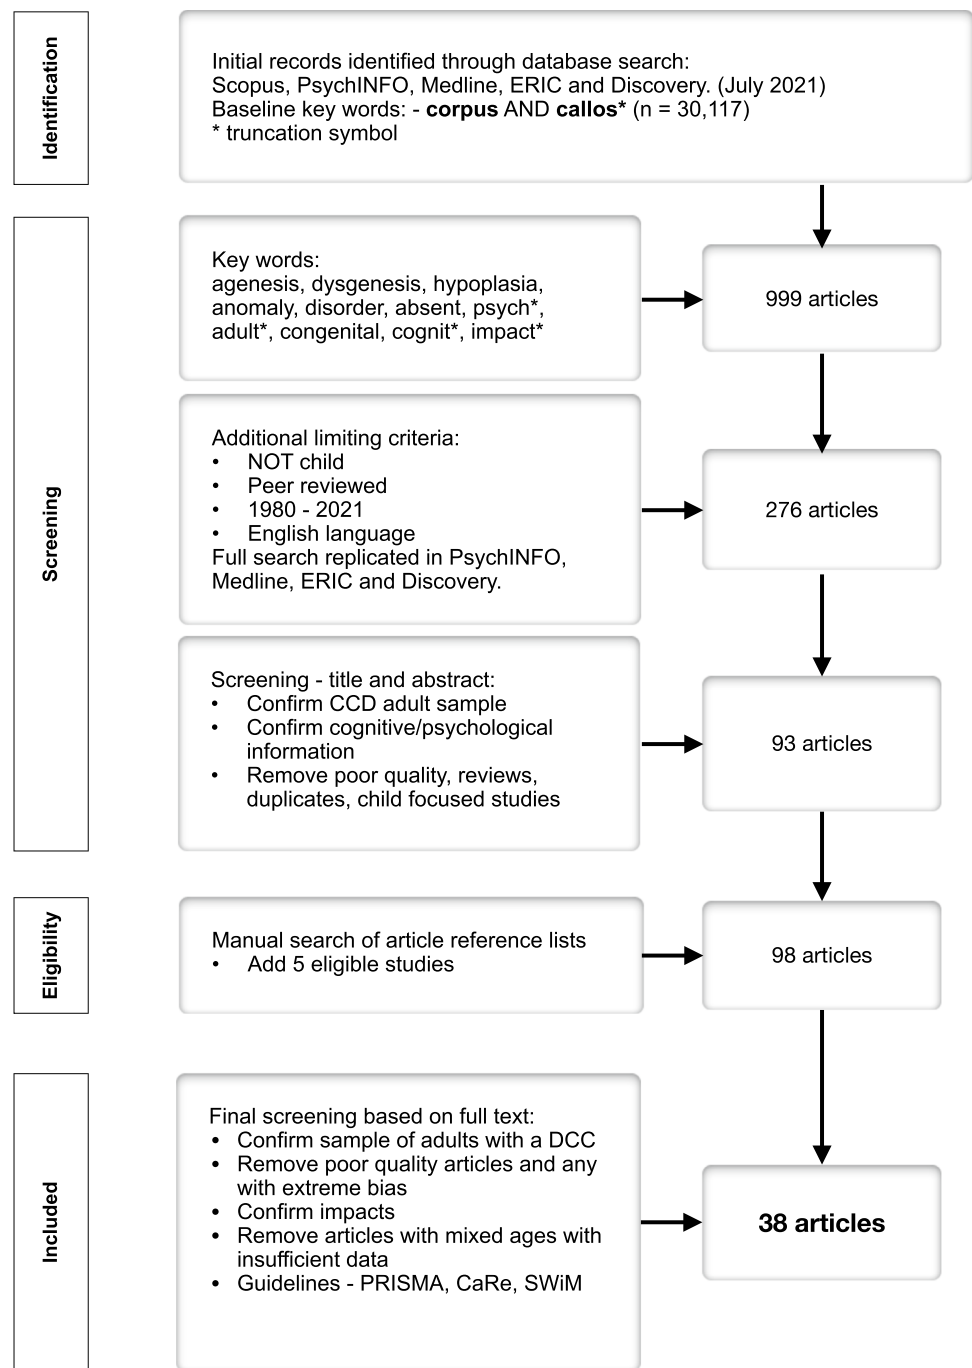 Identification
Initial records identified through database search:
Scopus, PsychINFO, Medline, ERIC and Discovery. (July 2021)
Baseline key words: - corpus AND callos* (n = 30,117)
* truncation symbol
Screening
Key words:
agenesis, dysgenesis, hypoplasia,
anomaly, disorder, absent, psych*,
adult*, congenital, cognit*, impact*
999 articles
Additional limiting criteria:
• NOT child
• Peer reviewed
• 1980 - 2021
• English language
Full search replicated in PsychINFO,
Medline, ERIC and Discovery.
276 articles
Screening - title and abstract:
• Confirm CCD adult sample
• Confirm cognitive/psychological
information
• Remove poor quality, reviews,
duplicates, child focused studies
93 articles
Eligibility
Manual search of article reference lists
• Add 5 eligible studies
98 articles
Included
Final screening based on full text:
• Confirm sample of adults with a DCC
• Remove poor quality articles and any
with extreme bias
• Confirm impacts
• Remove articles with mixed ages with
insufficient data
• Guidelines - PRISMA, CaRe, SWiM
38 articles